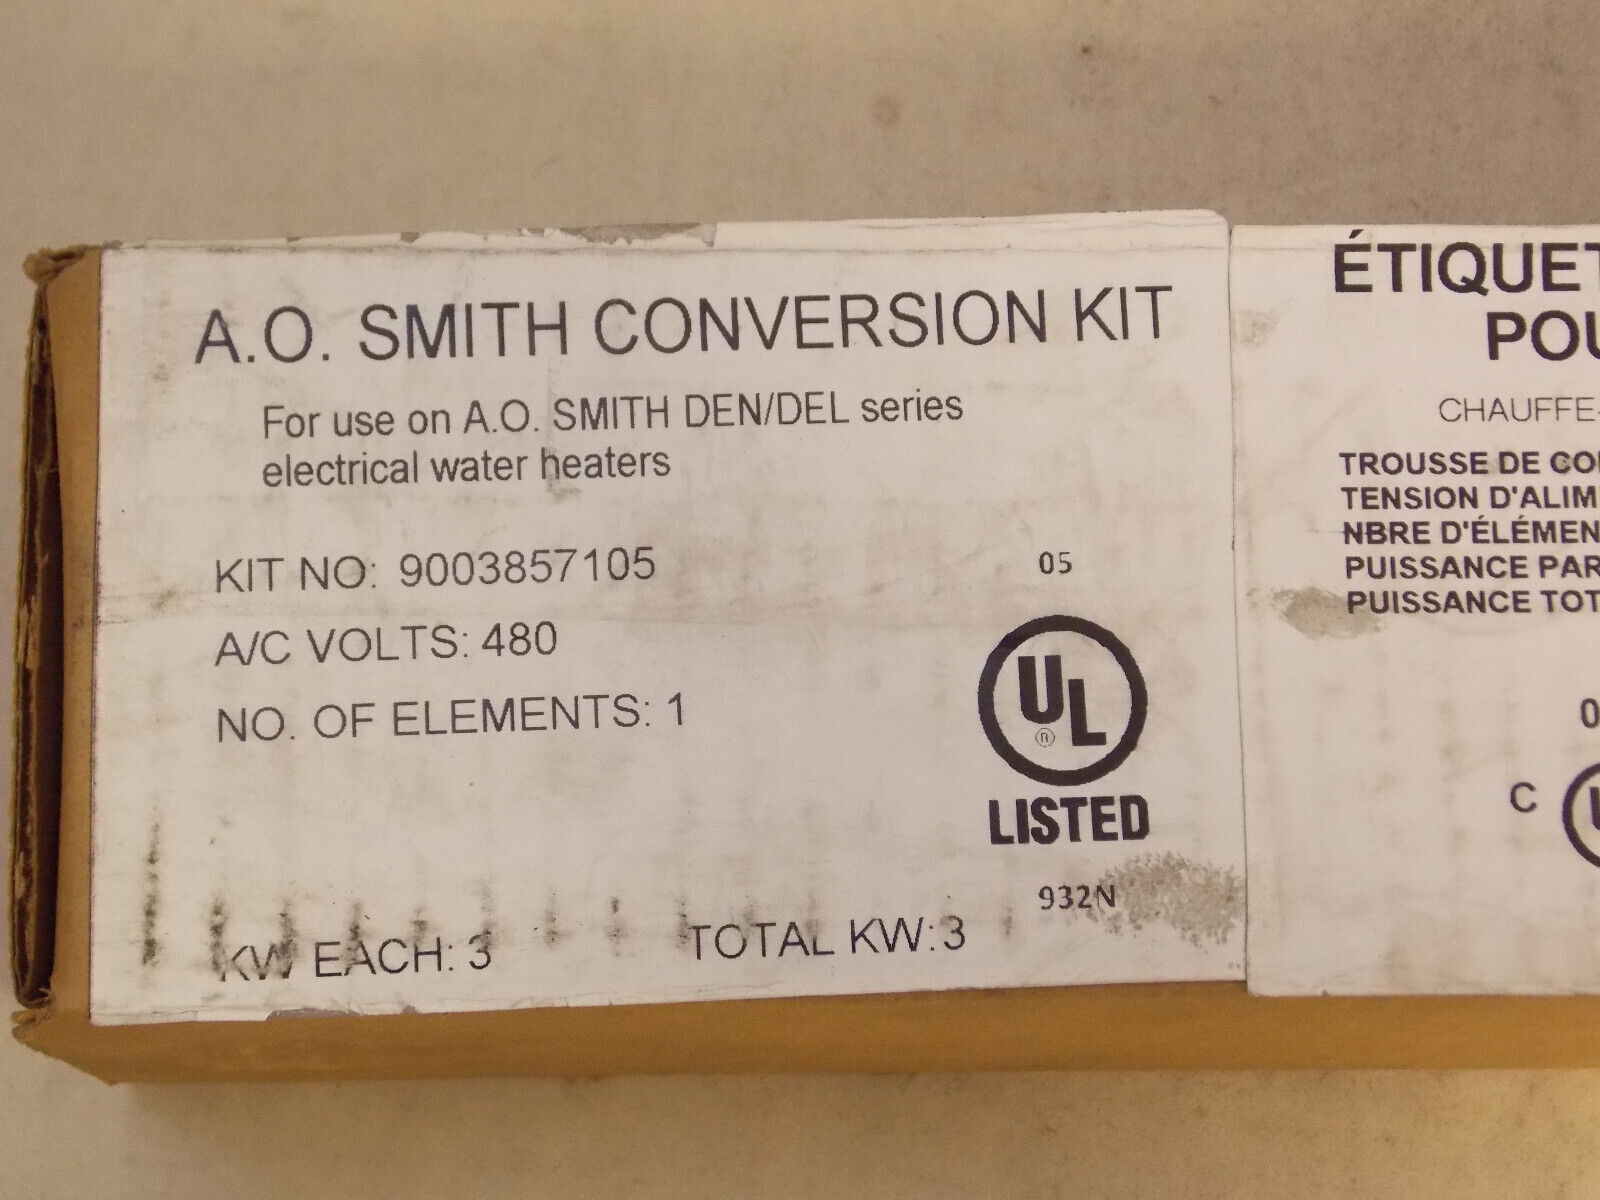 A.O. SMITH CONVERSION KIT
For use on A.O. SMITH DEN/DEL series
electrical water heaters
KIT NO: 9003857105
A/C VOLTS: 480
NO. OF ELEMENTS: 1
05
UL
®
LISTED
932N
KW EACH: 3 TOTAL KW: 3
ÉTIQUET
POU
CHAUFFE-
TROUSSE DE CO
TENSION D'ALIM
NBRE D'ÉLÉMEN
PUISSANCE PAR
PUISSANCE TOT
0
C